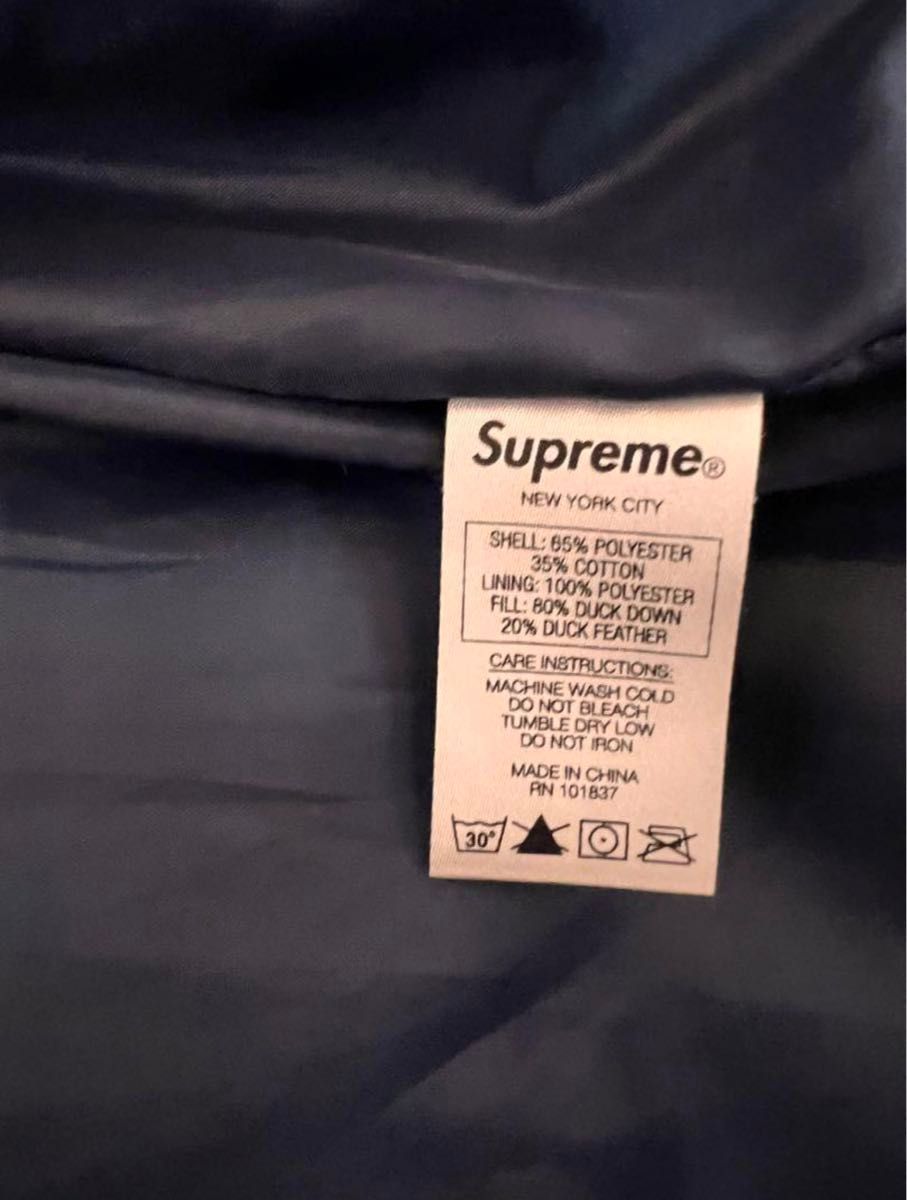 Supreme®
NEW YORK CITY
SHELL: 65% POLYESTER
35% COTTON
LINING: 100% POLYESTER
FILL: 80% DUCK DOWN
20% DUCK FEATHER
CARE INSTRUCTIONS:
MACHINE WASH COLD
DO NOT BLEACH
TUMBLE DRY LOW
DO NOT IRON
MADE IN CHINA
RN 101837
30°